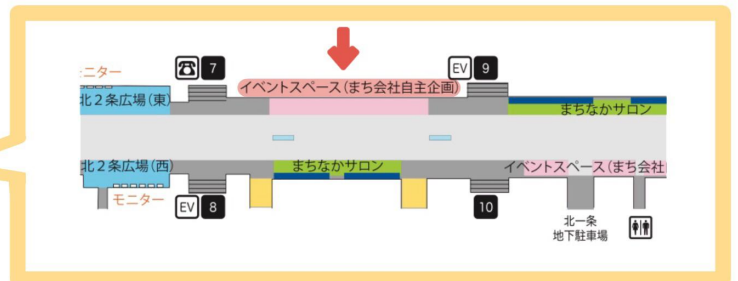 7
EV 9
ニター
イベントスペース(まち会社自主企画)
北2条広場(東)
まちなかサロン
北2条広場(西)
まちなかサロン
イベントスペース(まち会社
モニター
EV 8
10
北一条
地下駐車場